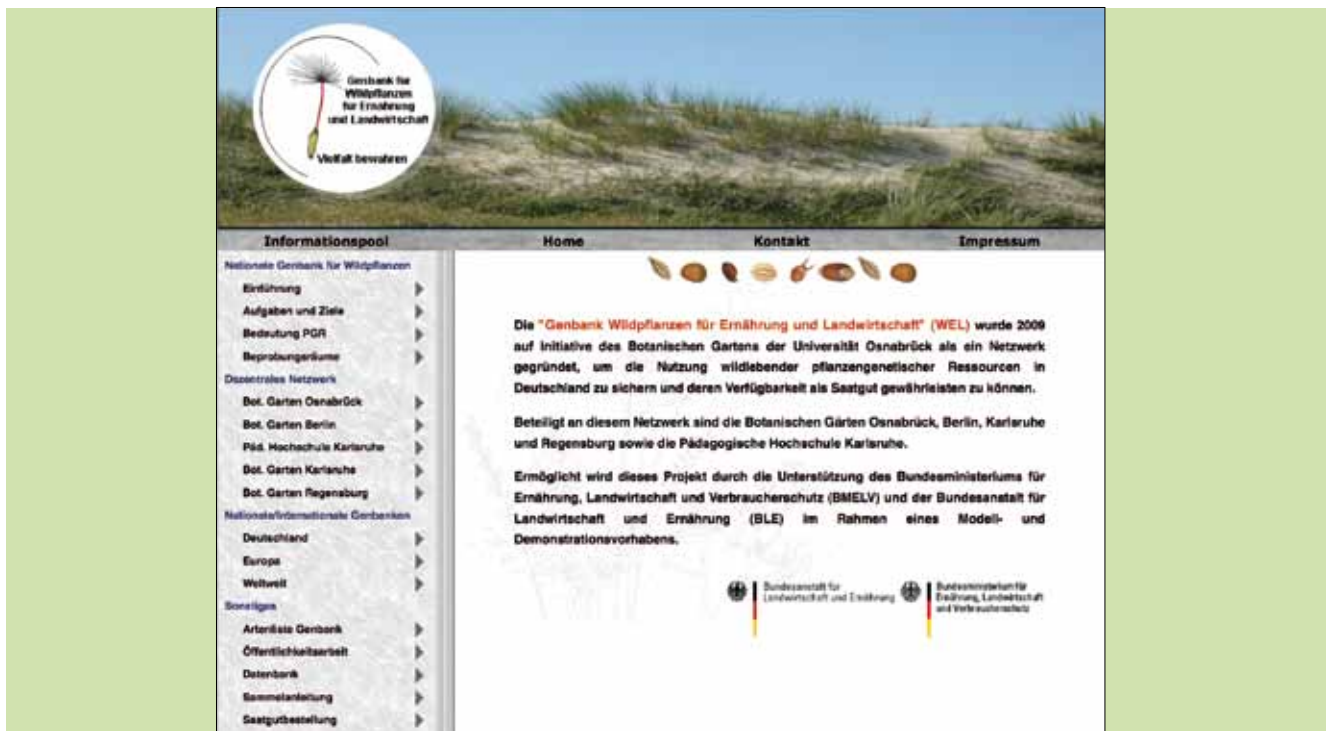 Genbank für
Wildpflanzen
für Ernährung
und Landwirtschaft
Vielfalt bewahren
Informationspool
Home
Kontakt
Impressum
Nationale Genbank für Wildpflanzen
Einführung
Aufgaben und Ziele
Bedeutung PGR
Beprobungsräume
Dezentrales Netzwerk
Bot. Garten Osnabrück
Bot. Garten Berlin
Päd. Hochschule Karlsruhe
Bot. Garten Karlsruhe
Bot. Garten Regensburg
Nationale/Internationale Genbanken
Deutschland
Europa
Weltweit
Sonstiges
Artenliste Genbank
Öffentlichkeitsarbeit
Datenbank
Sammelanleitung
Saatgutbestellung
Die "Genbank Wildpflanzen für Ernährung und Landwirtschaft" (WEL) wurde 2009
auf Initiative des Botanischen Gartens der Universität Osnabrück als ein Netzwerk
gegründet, um die Nutzung wildlebender pflanzengenetischer Ressourcen in
Deutschland zu sichern und deren Verfügbarkeit als Saatgut gewährleisten zu können.
Beteiligt an diesem Netzwerk sind die Botanischen Gärten Osnabrück, Berlin, Karlsruhe
und Regensburg sowie die Pädagogische Hochschule Karlsruhe.
Ermöglicht wird dieses Projekt durch die Unterstützung des Bundesministeriums für
Ernährung, Landwirtschaft und Verbraucherschutz (BMELV) und der Bundesanstalt für
Landwirtschaft und Ernährung (BLE) im Rahmen eines Modell- und
Demonstrationsvorhabens.
Bundesanstalt für
Landwirtschaft und Ernährung
Bundesministerium für
Ernährung, Landwirtschaft
und Verbraucherschutz